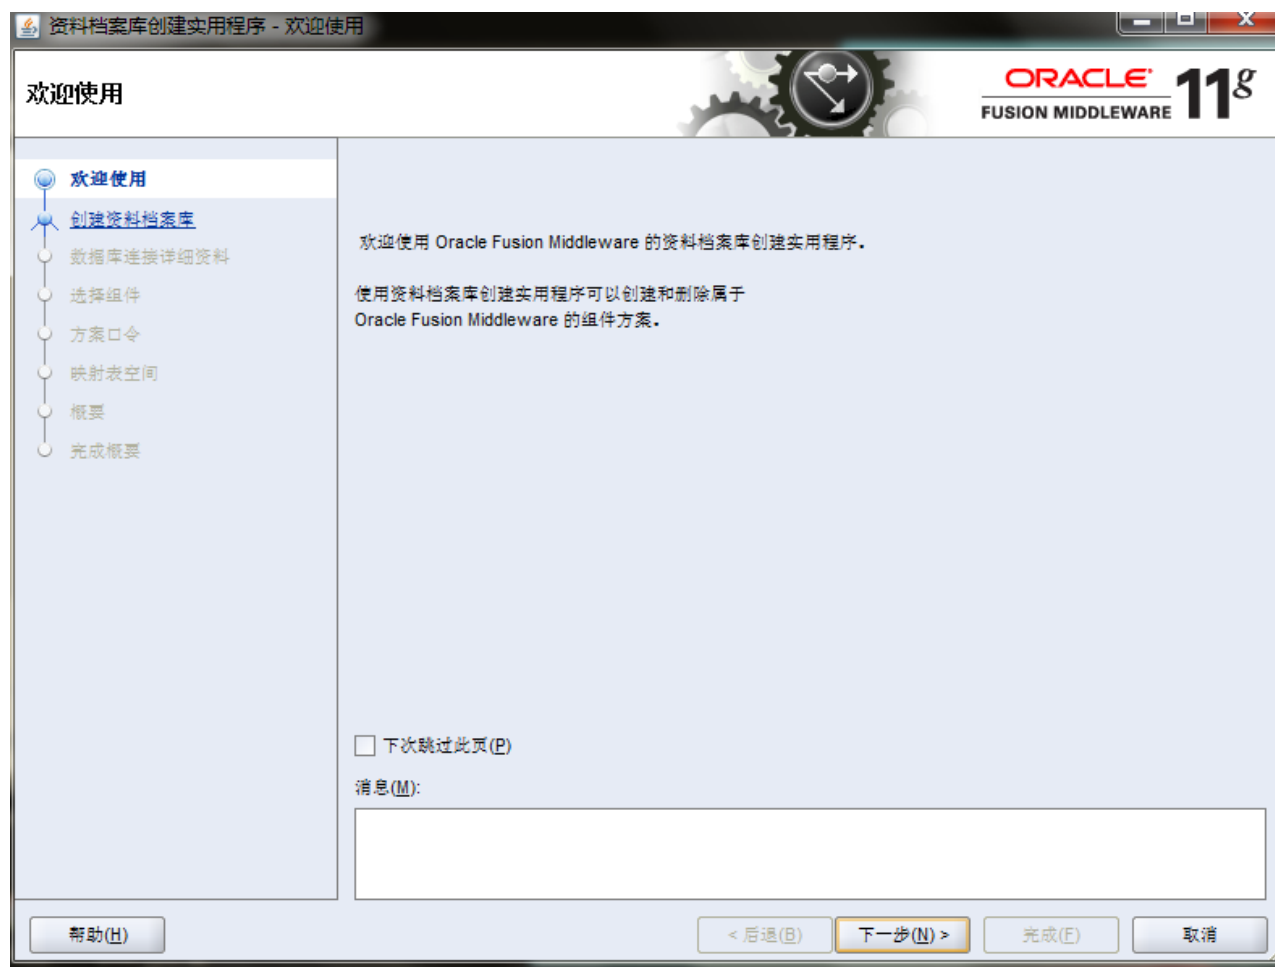 资料档案库创建实用程序 - 欢迎使用
欢迎使用
ORACLE
FUSION MIDDLEWARE 11g
欢迎使用
创建资料档案库
数据库连接详细资料
选择组件
方案口令
映射表空间
概要
完成概要
欢迎使用 Oracle Fusion Middleware 的资料档案库创建实用程序。
使用资料档案库创建实用程序可以创建和删除属于
Oracle Fusion Middleware 的组件方案。
下次跳过此页(P)
消息(M):
帮助(H)
< 后退(B)
下一步(N) >
完成(F)
取消